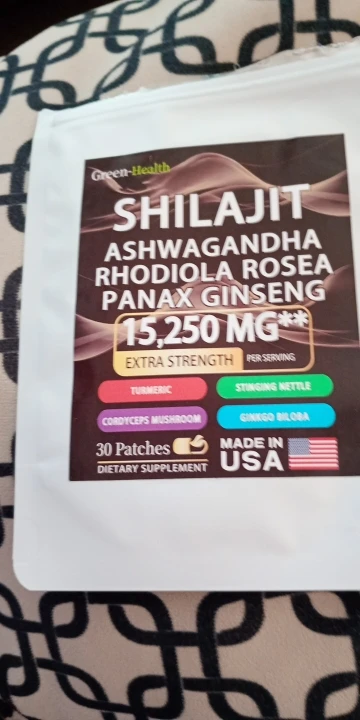 Green-Health
SHILAJIT
ASHWAGANDHA
RHODIOLA ROSEA
PANAX GINSENG
15,250 MG**
EXTRA STRENGTH PER SERVING
TURMERIC STINGING NETTLE
CORDYCEPS MUSHROOM GINKGO BILOBA
30 Patches
DIETARY SUPPLEMENT
MADE IN
USA